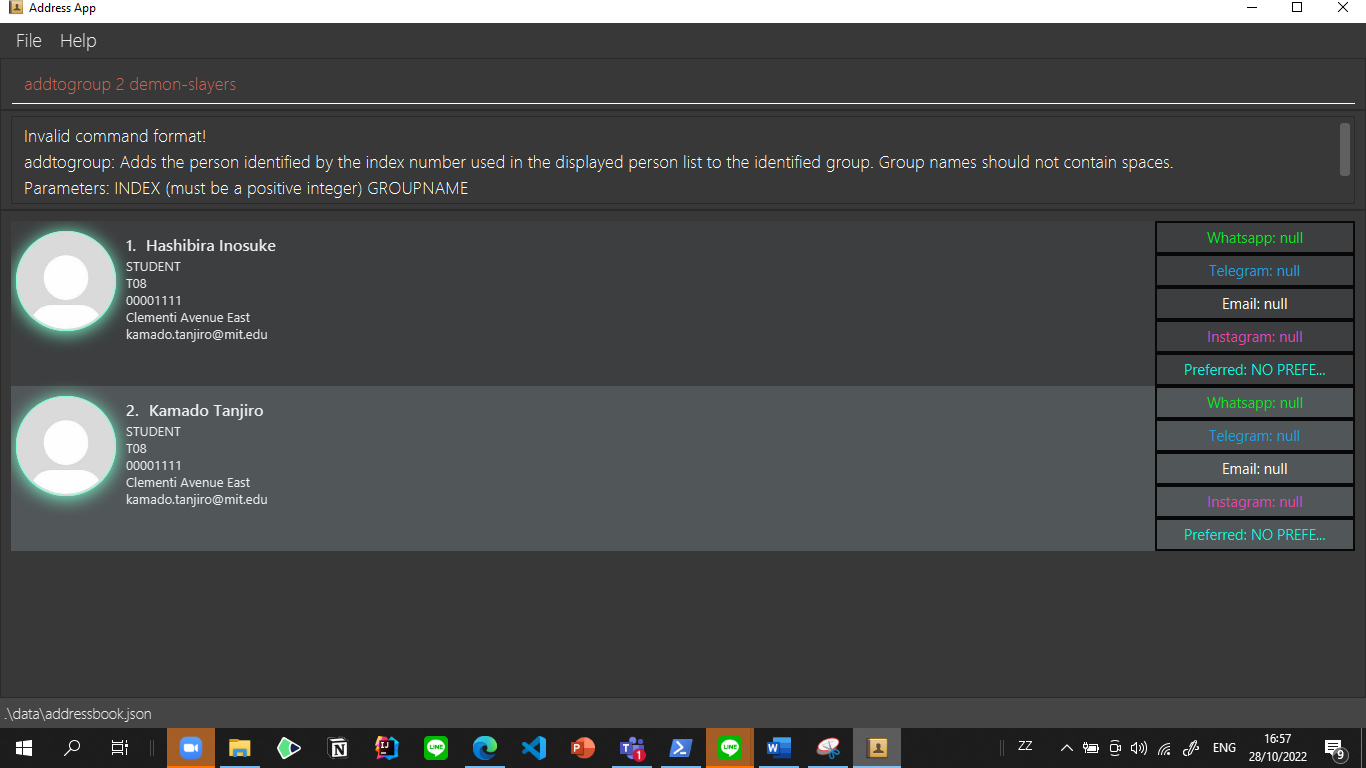 Address App
File Help
addtogroup 2 demon-slayers
Invalid command format!
addtogroup: Adds the person identified by the index number used in the displayed person list to the identified group. Group names should not contain spaces.
Parameters: INDEX (must be a positive integer) GROUPNAME
1. Hashibira Inosuke
STUDENT
T08
00001111
Clementi Avenue East
kamado.tanjiro@mit.edu
Whatsapp: null
Telegram: null
Email: null
Instagram: null
Preferred: NO PREFE...
2. Kamado Tanjiro
STUDENT
T08
00001111
Clementi Avenue East
kamado.tanjiro@mit.edu
Whatsapp: null
Telegram: null
Email: null
Instagram: null
Preferred: NO PREFE...
.\data\addressbook.json
ZZ
ENG
16:57
28/10/2022
9
1
LINE
LINE